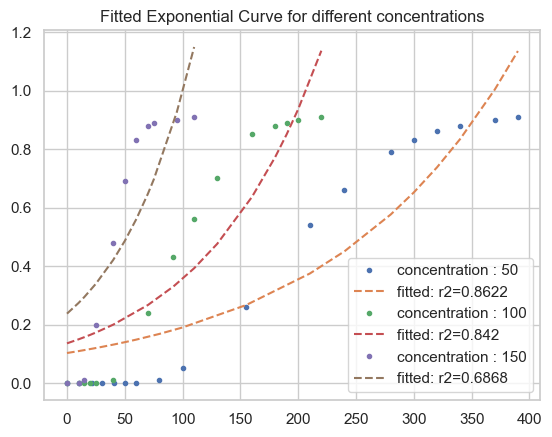 Fitted Exponential Curve for different concentrations
1.2
1.0
0.8
0.6
0.4
0.2
0.0
concentration : 50
fitted: r2=0.8622
concentration : 100
fitted: r2=0.842
concentration : 150
fitted: r2=0.6868
0 50 100 150 200 250 300 350 400